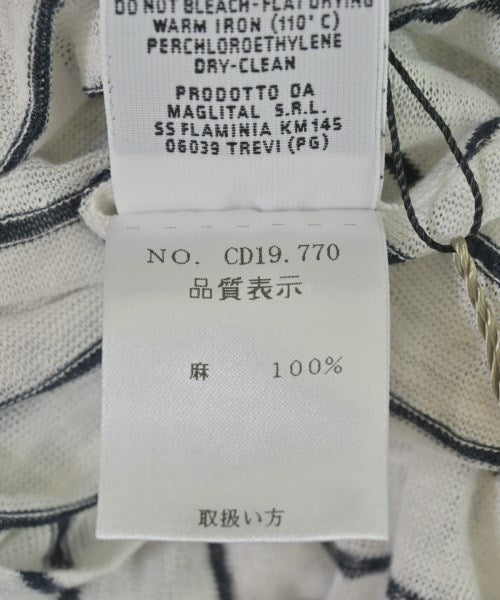 DO NOT BLEACH-FLAT DRYING
WARM IRON (110°C)
PERCHLOROETHYLENE
DRY-CLEAN
PRODOTTO DA
MAGLITAL S.R.L.
SS FLAMINIA KM145
06039 TREVI (PG)
NO. CD19.770
品質表示
麻 100%
取扱い方